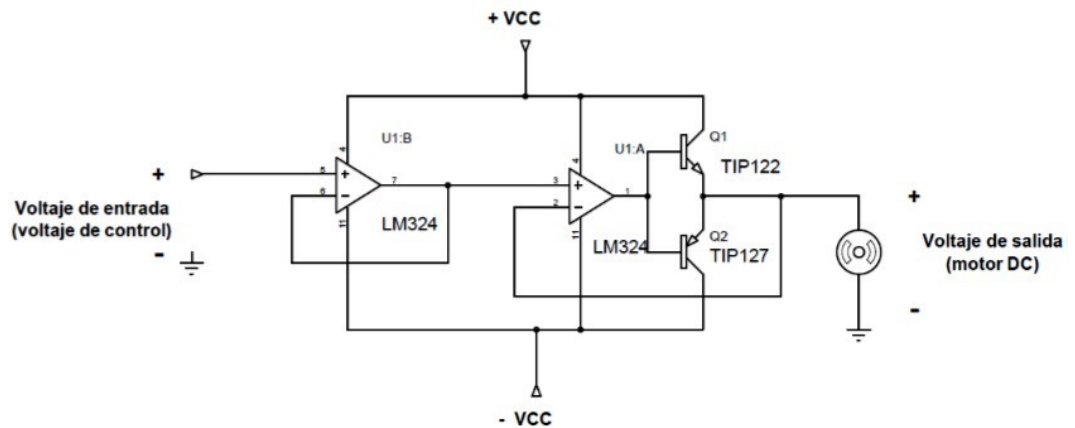 + VCC
U1:B
4
5
+
6
-
7
11
LM324
+
Voltaje de entrada
(voltaje de control)
-
U1:A
4
3
+
2
-
1
11
LM324
Q1
TIP122
Q2
TIP127
+
Voltaje de salida
(motor DC)
-
- VCC